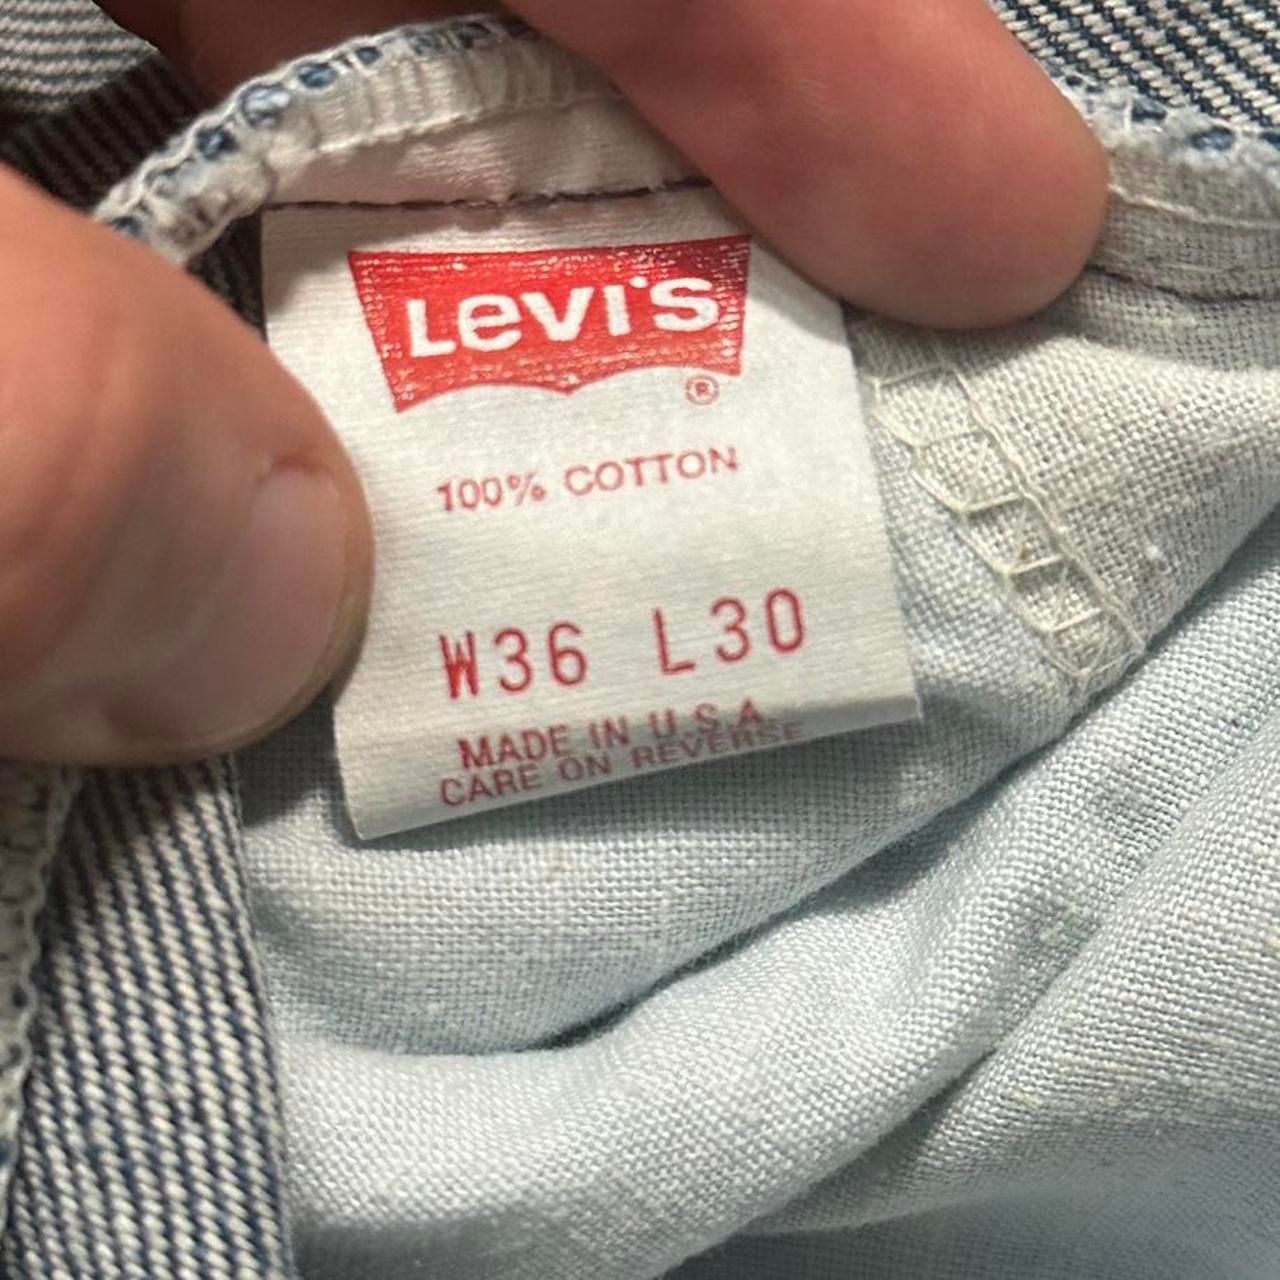 Levi's ®
100% COTTON
W36 L30
MADE IN U.S.A.
CARE ON REVERSE